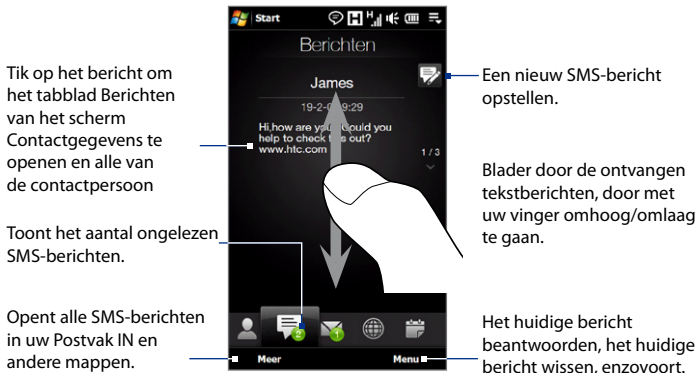 Start
Berichten
Tik op het bericht om
het tabblad Berichten
van het scherm
Contactgegevens te
openen en alle van
de contactpersoon
James
19-2-0 9:29
Hi,how are you
ould you
help to check
out?
www.htc.com
1 / 3
Een nieuw SMS-bericht
opstellen.
Blader door de ontvangen
tekstberichten, door met
uw vinger omhoog/omlaag
te gaan.
Toont het aantal ongelezen
SMS-berichten.
2
1
Opent alle SMS-berichten
in uw Postvak IN en
andere mappen.
Meer
Menu
Het huidige bericht
beantwoorden, het huidige
bericht wissen, enzovoort.